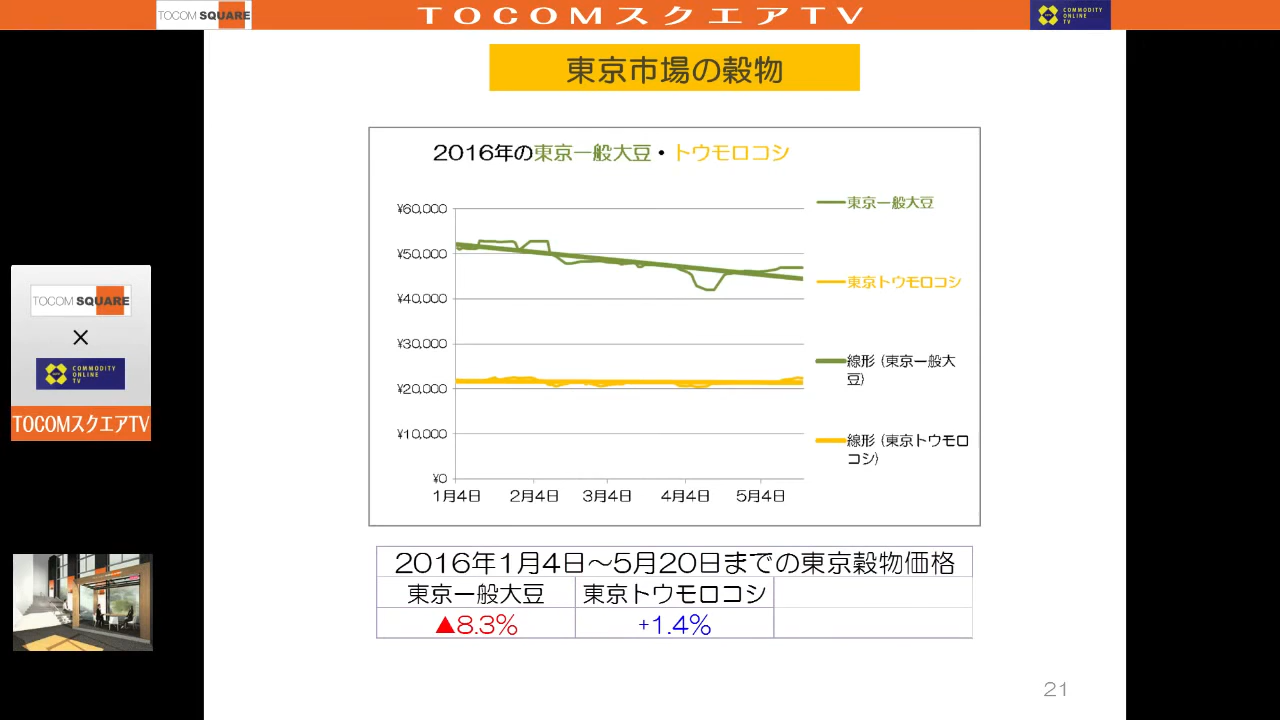 TOCOM SQUARE
TOCOMスクエアTV
COMMODITY
ONLINE
TV
東京市場の穀物
2016年の東京一般大豆・トウモロコシ
¥60,000
¥50,000
¥40,000
¥30,000
¥20,000
¥10,000
¥0
1月4日
2月4日
3月4日
4月4日
5月4日
東京一般大豆
東京トウモロコシ
線形 (東京一般大
豆)
線形 (東京トウモロ
コシ)
TOCOM SQUARE
×
COMMODITY
ONLINE
TV
TOCOMスクエアTV
2016年1月4日〜5月20日までの東京穀物価格
東京一般大豆 東京トウモロコシ
▲8.3% +1.4%
21